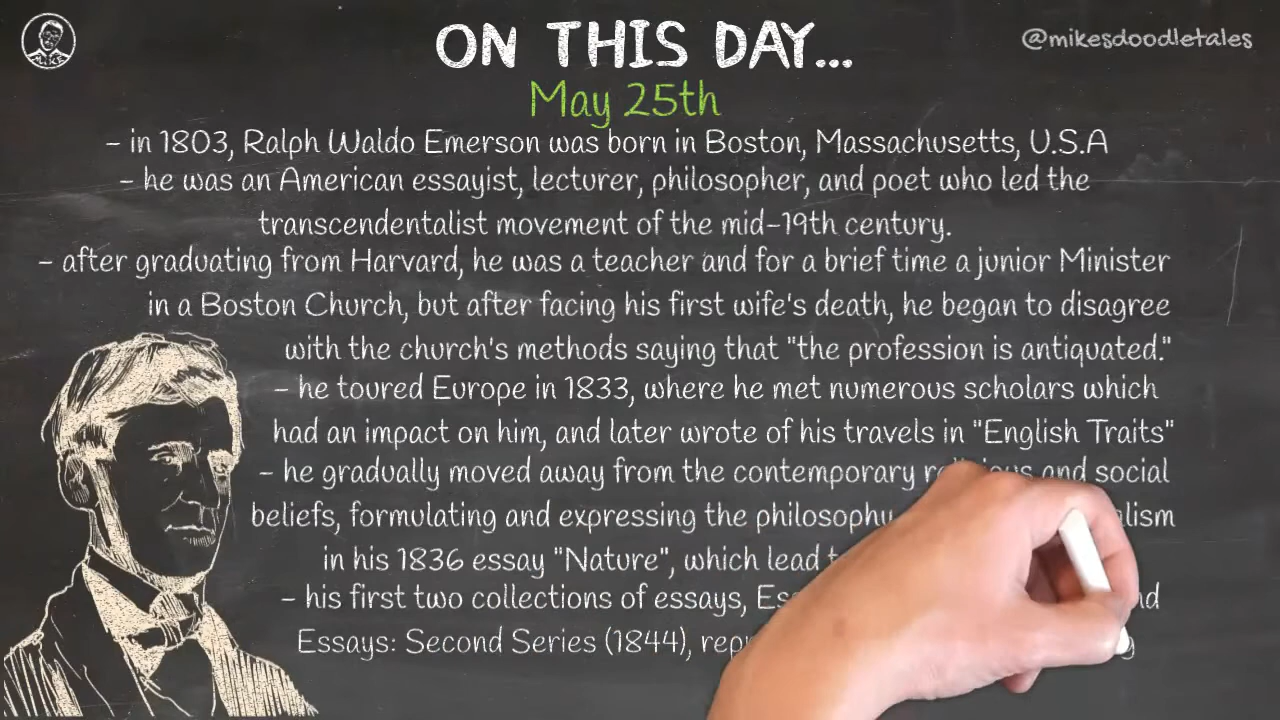 ON THIS DAY...
@mikesdoodletales
MIKE
May 25th
- in 1803, Ralph Waldo Emerson was born in Boston, Massachusetts, U.S.A
- he was an American essayist, lecturer, philosopher, and poet who led the
transcendentalist movement of the mid-19th century.
- after graduating from Harvard, he was a teacher and for a brief time a junior Minister
in a Boston Church, but after facing his first wife's death, he began to disagree
with the church's methods saying that "the profession is antiquated."
- he toured Europe in 1833, where he met numerous scholars which
had an impact on him, and later wrote of his travels in "English Traits"
- he gradually moved away from the contemporary and social
beliefs, formulating and expressing the philosophy
in his 1836 essay "Nature", which lead
- his first two collections of essays,
Essays: Second Series (1844),